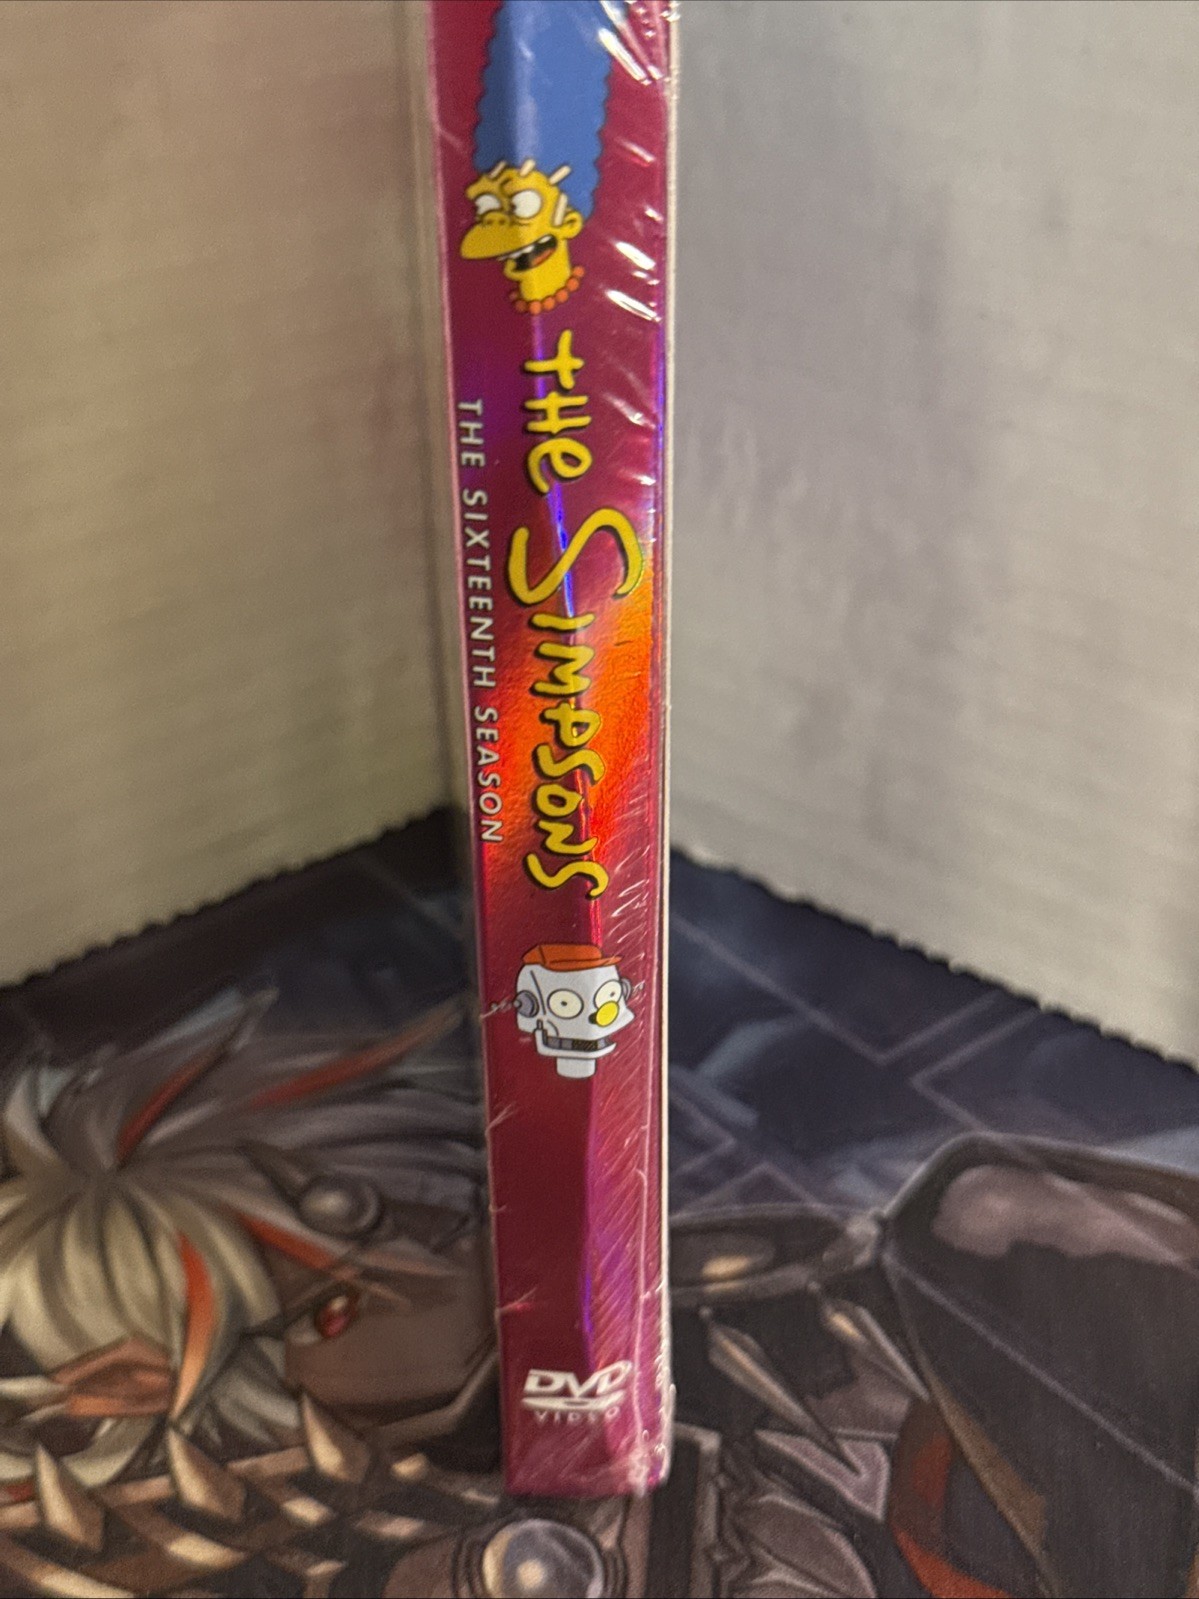 THE SIMPSONS
THE SIXTEENTH SEASON
DVD
VIDEO